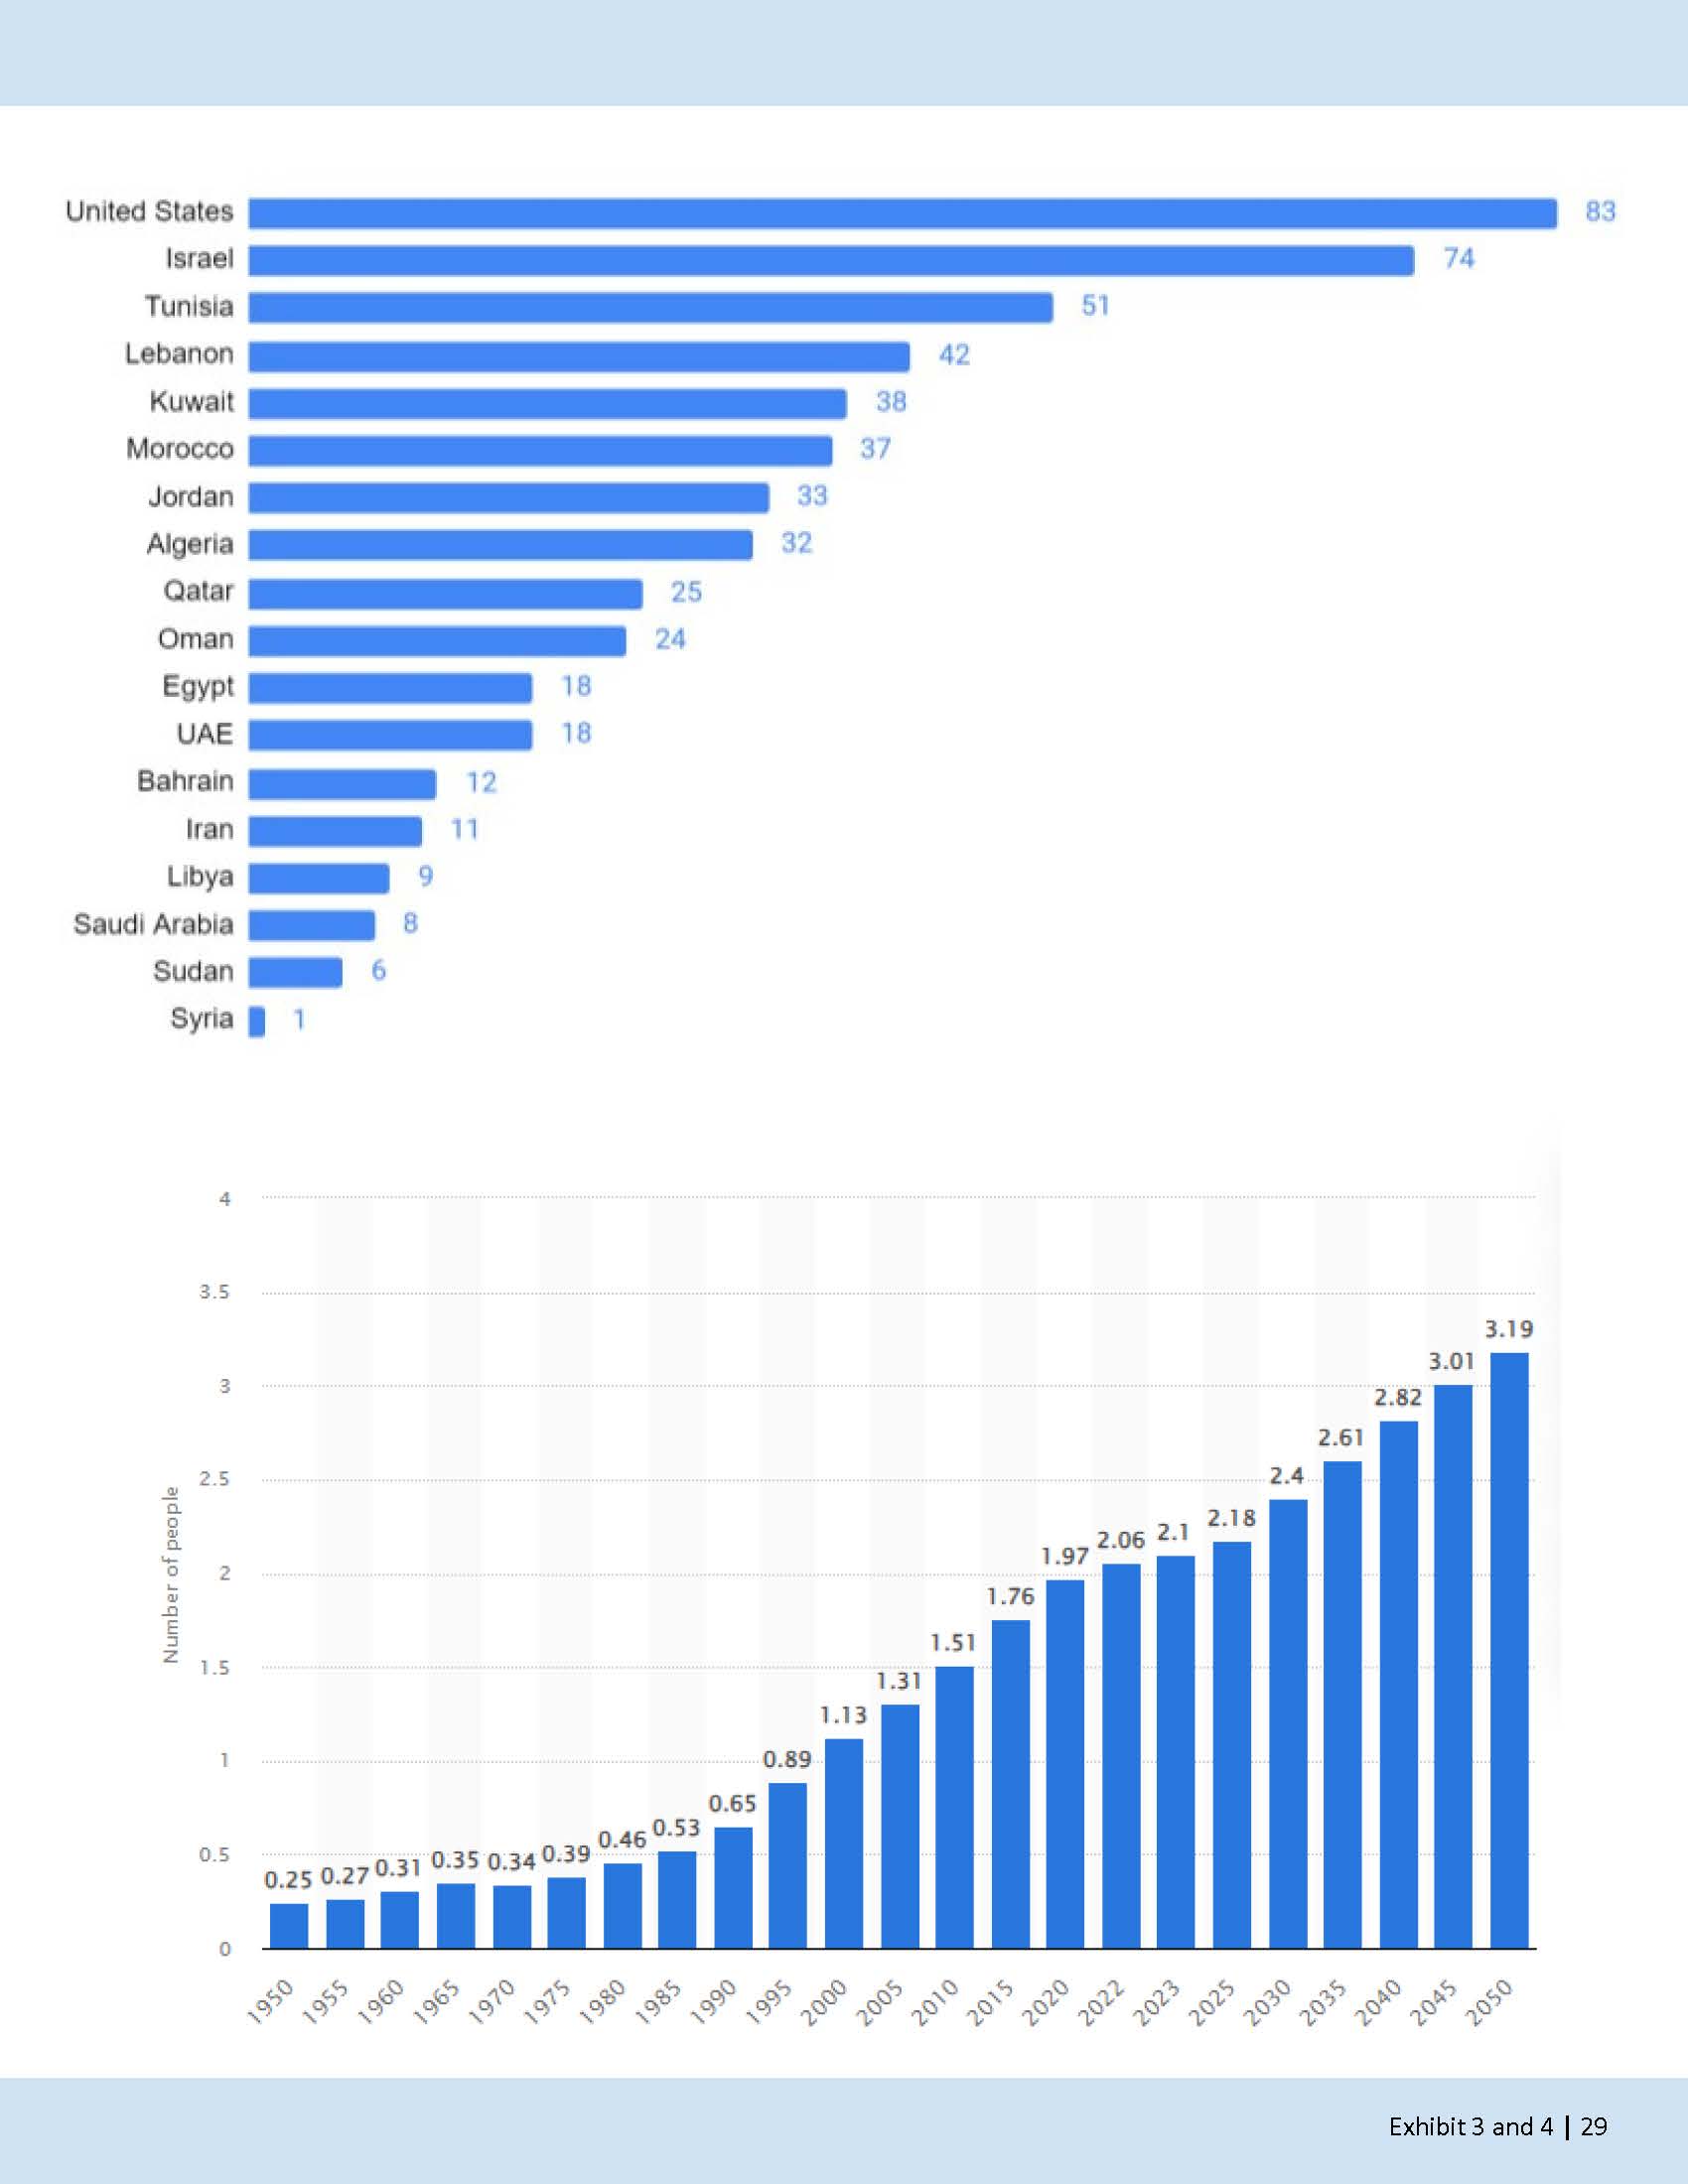 United States 83
Israel 74
Tunisia 51
Lebanon 42
Kuwait 38
Morocco 37
Jordan 33
Algeria 32
Qatar 25
Oman 24
Egypt 18
UAE 18
Bahrain 12
Iran 11
Libya 9
Saudi Arabia 8
Sudan 6
Syria 1
Number of people
4
3.5
3
2.5
2
1.5
1
0.5
0
0.25 0.27 0.31 0.35 0.34 0.39 0.46 0.53 0.65 0.89 1.13 1.31 1.51 1.76 1.97 2.06 2.1 2.18 2.4 2.61 2.82 3.01 3.19
1950 1955 1960 1965 1970 1975 1980 1985 1990 1995 2000 2005 2010 2015 2020 2022 2023 2025 2030 2035 2040 2045 2050
Exhibit 3 and 4 | 29